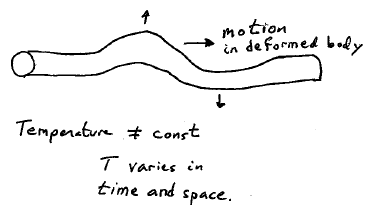 motion
in deformed body
Temperature ≠ const
T varies in
time and space.